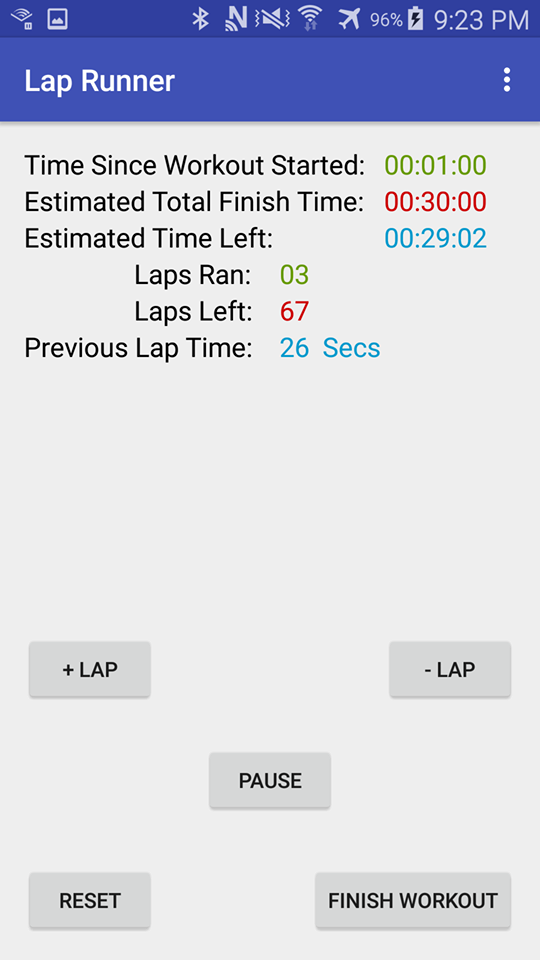 96% 9:23 PM
Lap Runner
Time Since Workout Started: 00:01:00
Estimated Total Finish Time: 00:30:00
Estimated Time Left: 00:29:02
Laps Ran: 03
Laps Left: 67
Previous Lap Time: 26 Secs
+ LAP
- LAP
PAUSE
RESET
FINISH WORKOUT